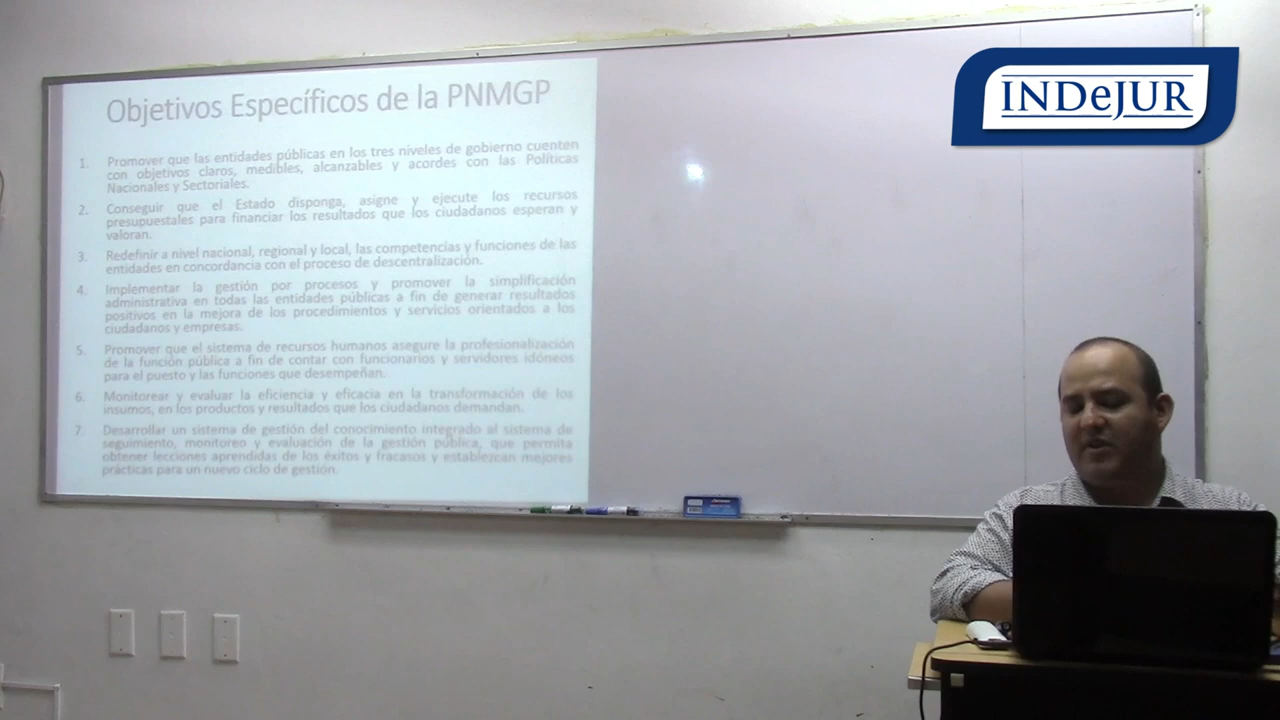 INDeJUR
Objetivos Específicos de la PNMGP
1. Promover que las entidades públicas en los tres niveles de gobierno cuenten
con objetivos claros, medibles, alcanzables y acordes con las Políticas
Nacionales y Sectoriales.
2. Conseguir que el Estado disponga, asigne y ejecute los recursos
presupuestales para financiar los resultados que los ciudadanos esperan y
valoran.
3. Redefinir a nivel nacional, regional y local, las competencias y funciones de las
entidades en concordancia con el proceso de descentralización.
4. Implementar la gestión por procesos y promover la simplificación
administrativa en todas las entidades públicas a fin de generar resultados
positivos en la mejora de los procedimientos y servicios orientados a los
ciudadanos y empresas.
5. Promover que el sistema de recursos humanos asegure la profesionalización
de la función pública a fin de contar con funcionarios y servidores idóneos
para el puesto y las funciones que desempeñan.
6. Monitorear y evaluar la eficiencia y eficacia en la transformación de los
insumos, en los productos y resultados que los ciudadanos demandan.
7. Desarrollar un sistema de gestión del conocimiento integrado al sistema de
seguimiento, monitoreo y evaluación de la gestión pública, que permita
obtener lecciones aprendidas de los éxitos y fracasos y establezcan mejores
prácticas para un nuevo ciclo de gestión.